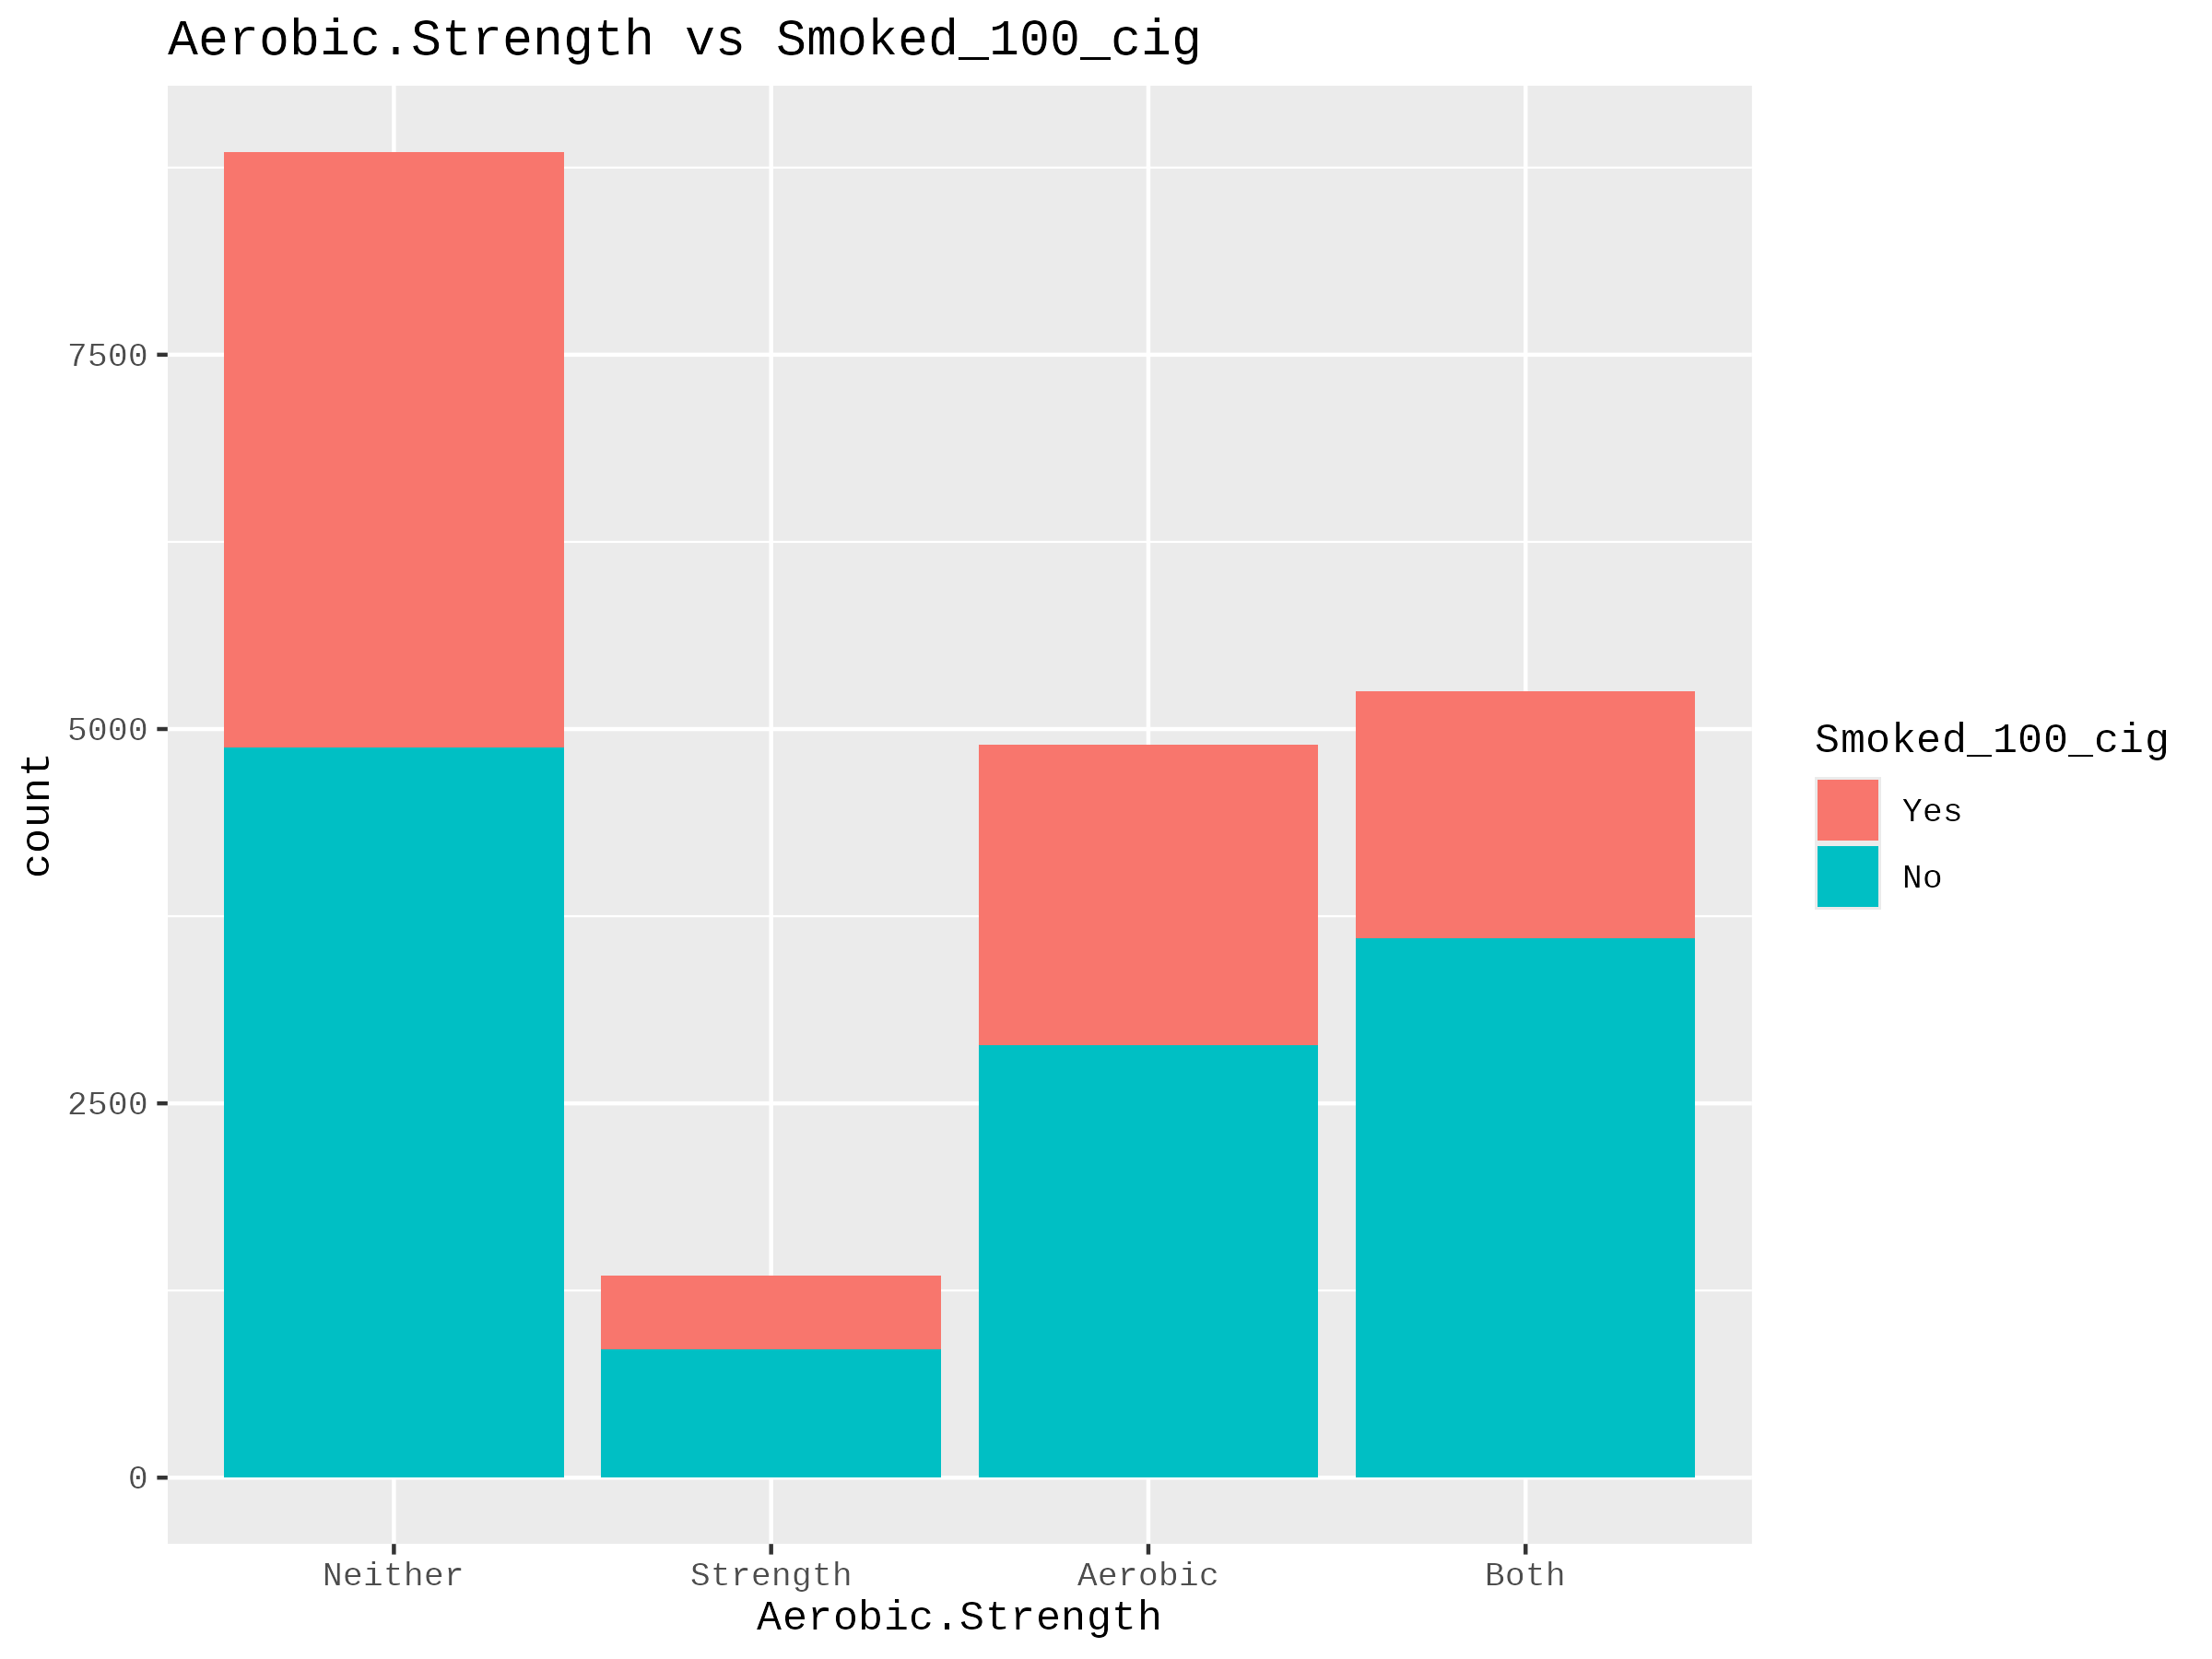 Aerobic.Strength vs Smoked_100_cig
7500
5000
2500
0
count
Neither
Strength
Aerobic
Both
Aerobic.Strength
Smoked_100_cig
Yes
No